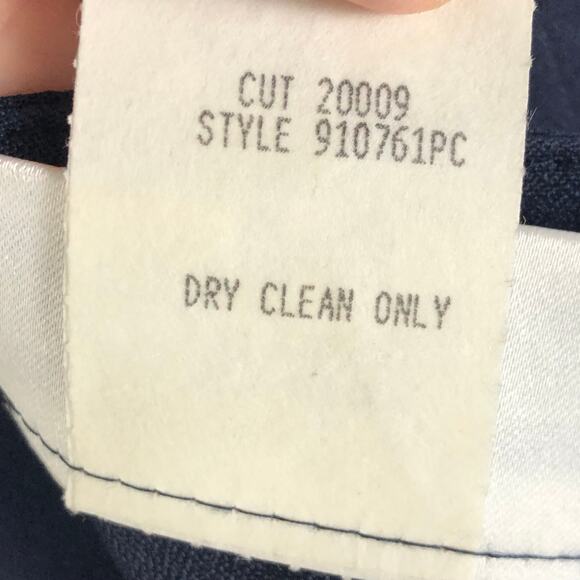 CUT 20009
STYLE 910761PC
DRY CLEAN ONLY